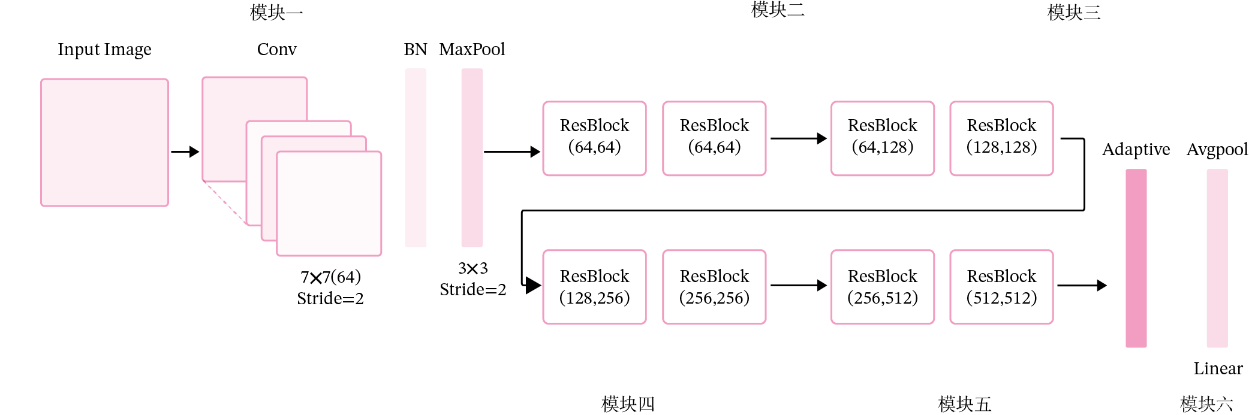 模块一
模块二
模块三
Input Image
Conv
BN
MaxPool
7×7(64)
Stride=2
3×3
Stride=2
ResBlock
(64,64)
ResBlock
(64,64)
ResBlock
(64,128)
ResBlock
(128,128)
Adaptive
Avgpool
ResBlock
(128,256)
ResBlock
(256,256)
ResBlock
(256,512)
ResBlock
(512,512)
Linear
模块四
模块五
模块六